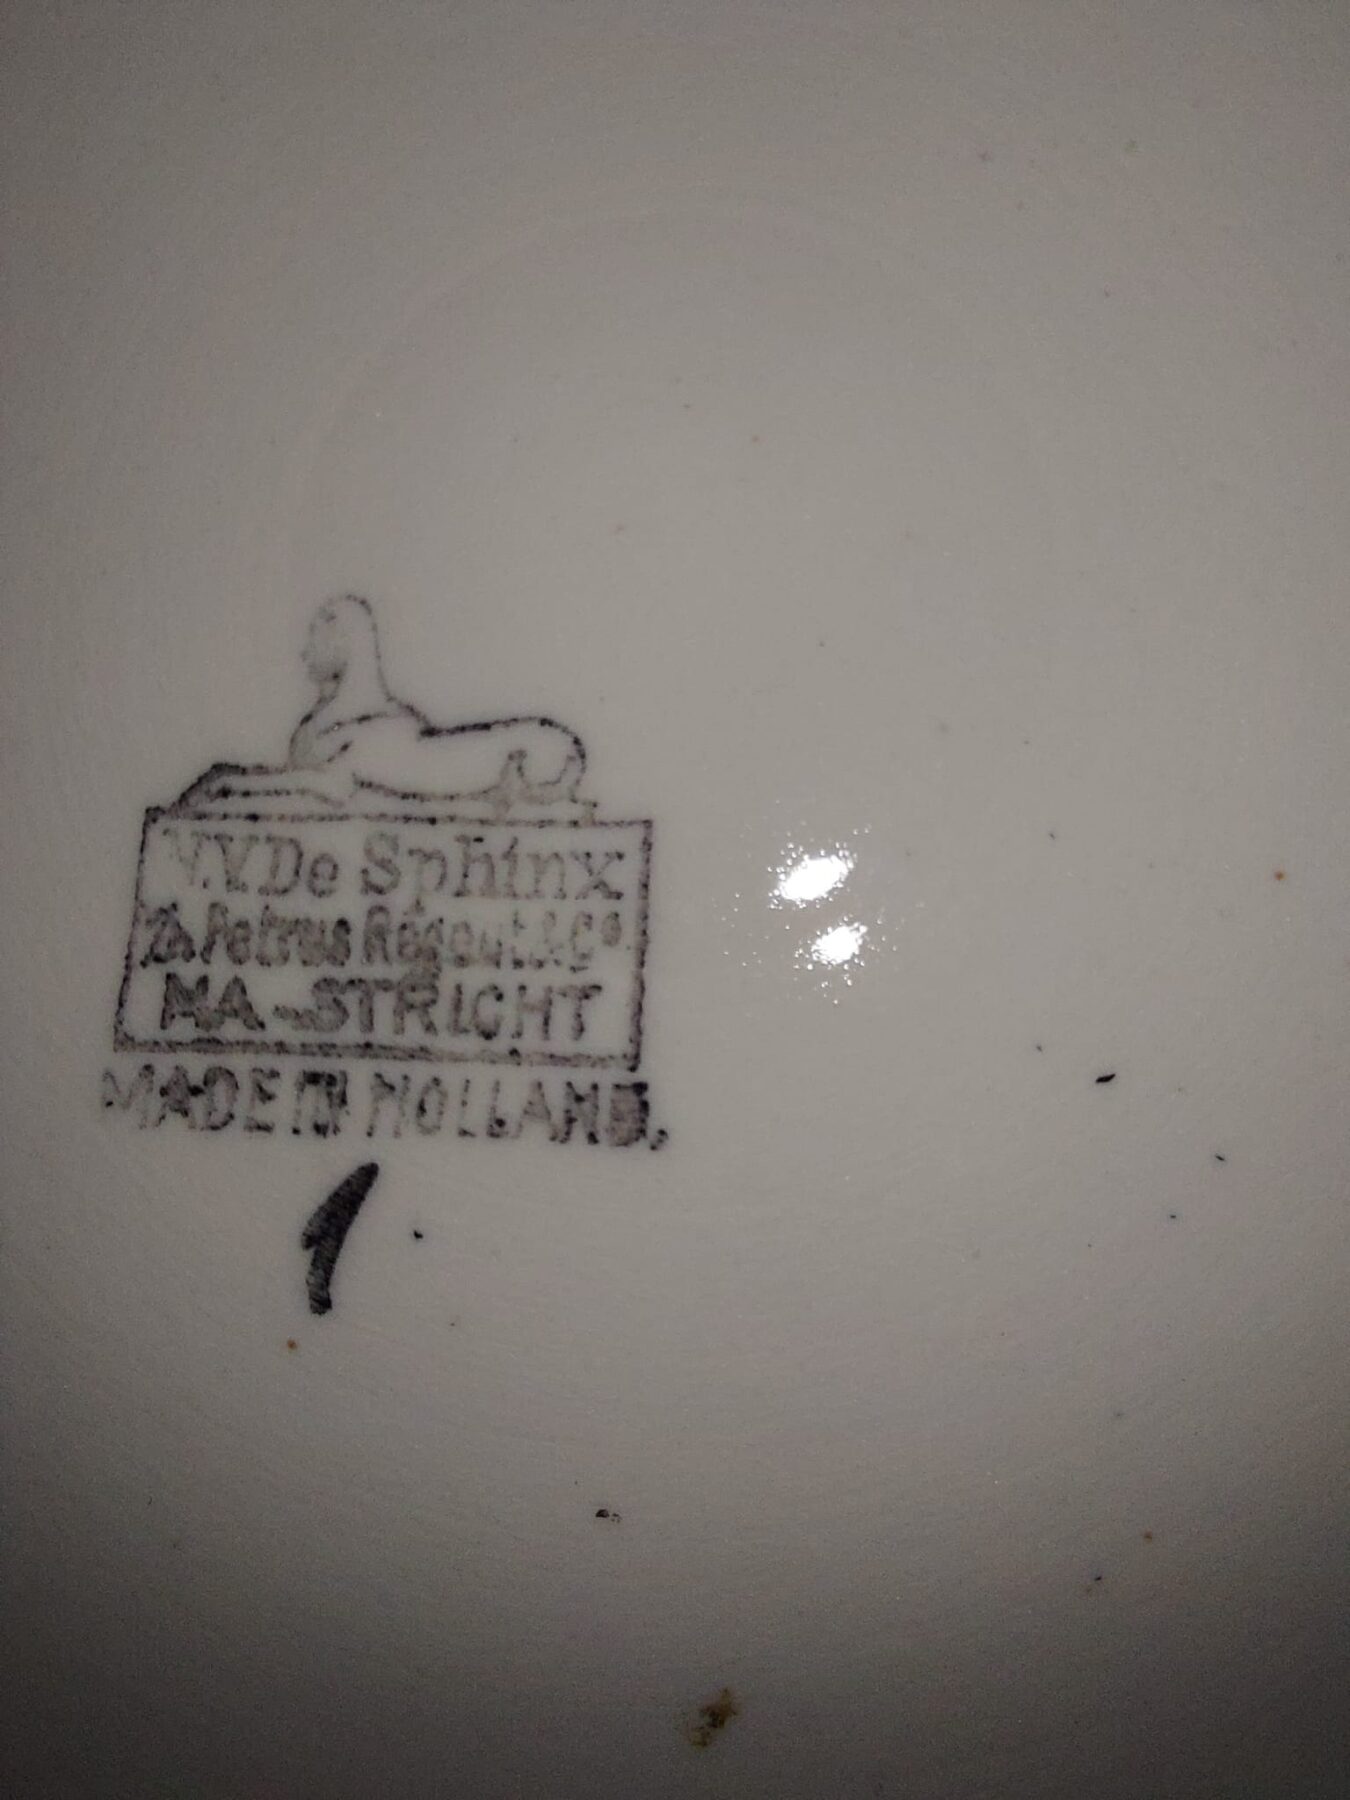 N.V. De Sphinx
v/h Petrus Regout & Co
MA-STRICHT
MADE IN HOLLAND.
1